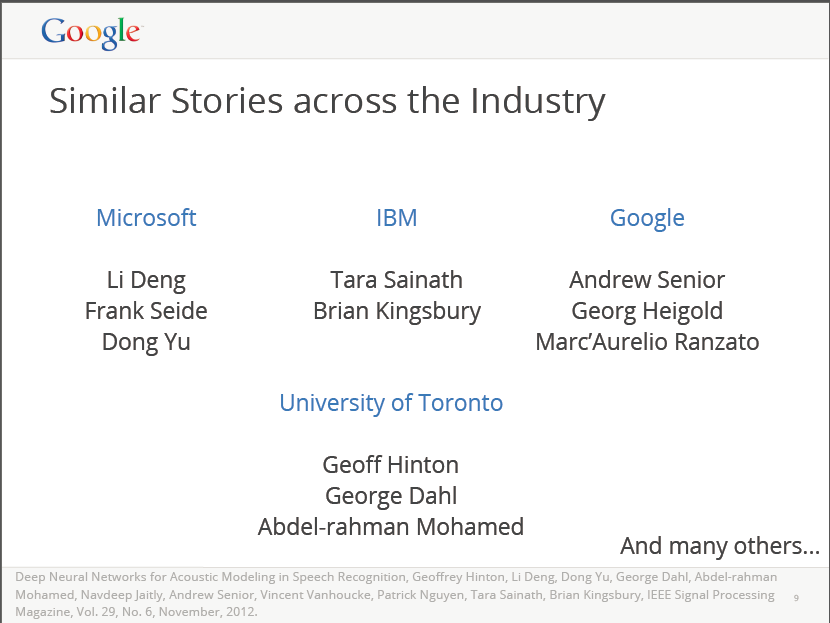 Google
Similar Stories across the Industry
Microsoft
Li Deng
Frank Seide
Dong Yu
IBM
Tara Sainath
Brian Kingsbury
Google
Andrew Senior
Georg Heigold
Marc’Aurelio Ranzato
University of Toronto
Geoff Hinton
George Dahl
Abdel-rahman Mohamed
And many others...
Deep Neural Networks for Acoustic Modeling in Speech Recognition, Geoffrey Hinton, Li Deng, Dong Yu, George Dahl, Abdel-rahman
Mohamed, Navdeep Jaitly, Andrew Senior, Vincent Vanhoucke, Patrick Nguyen, Tara Sainath, Brian Kingsbury, IEEE Signal Processing
Magazine, Vol. 29, No. 6, November, 2012.
9